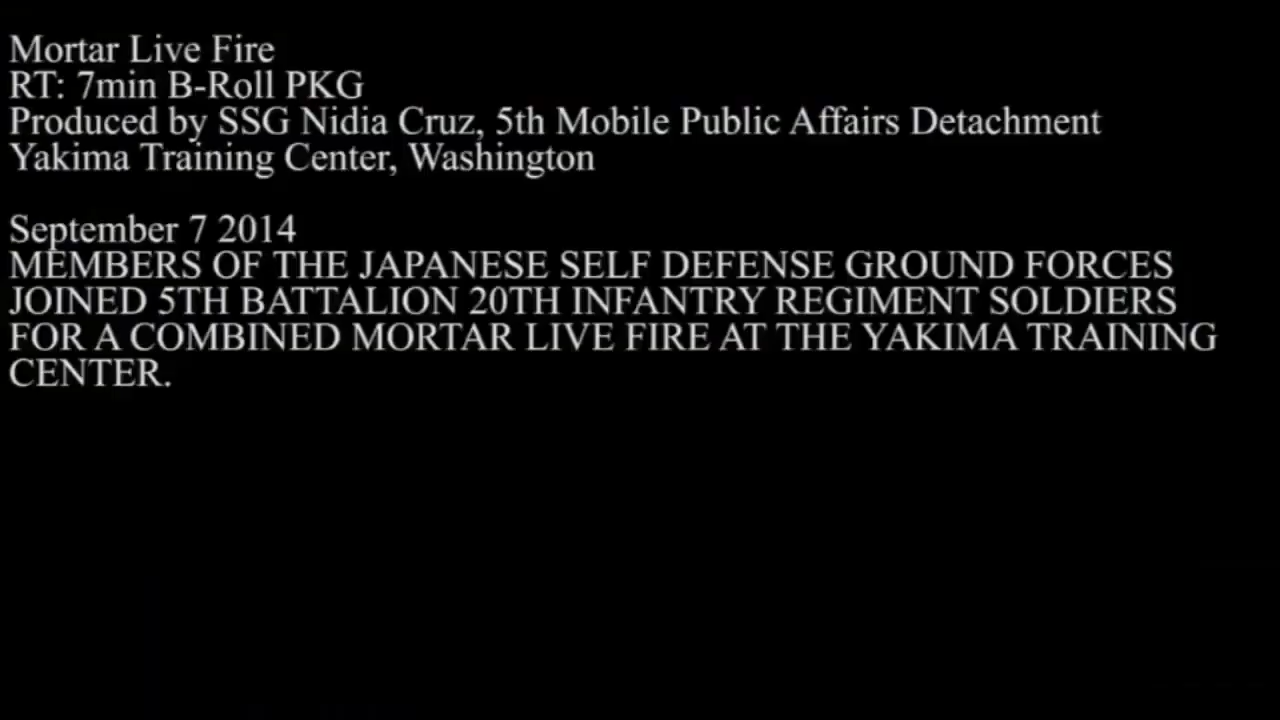 Mortar Live Fire
RT: 7min B-Roll PKG
Produced by SSG Nidia Cruz, 5th Mobile Public Affairs Detachment
Yakima Training Center, Washington
September 7 2014
MEMBERS OF THE JAPANESE SELF DEFENSE GROUND FORCES
JOINED 5TH BATTALION 20TH INFANTRY REGIMENT SOLDIERS
FOR A COMBINED MORTAR LIVE FIRE AT THE YAKIMA TRAINING
CENTER.